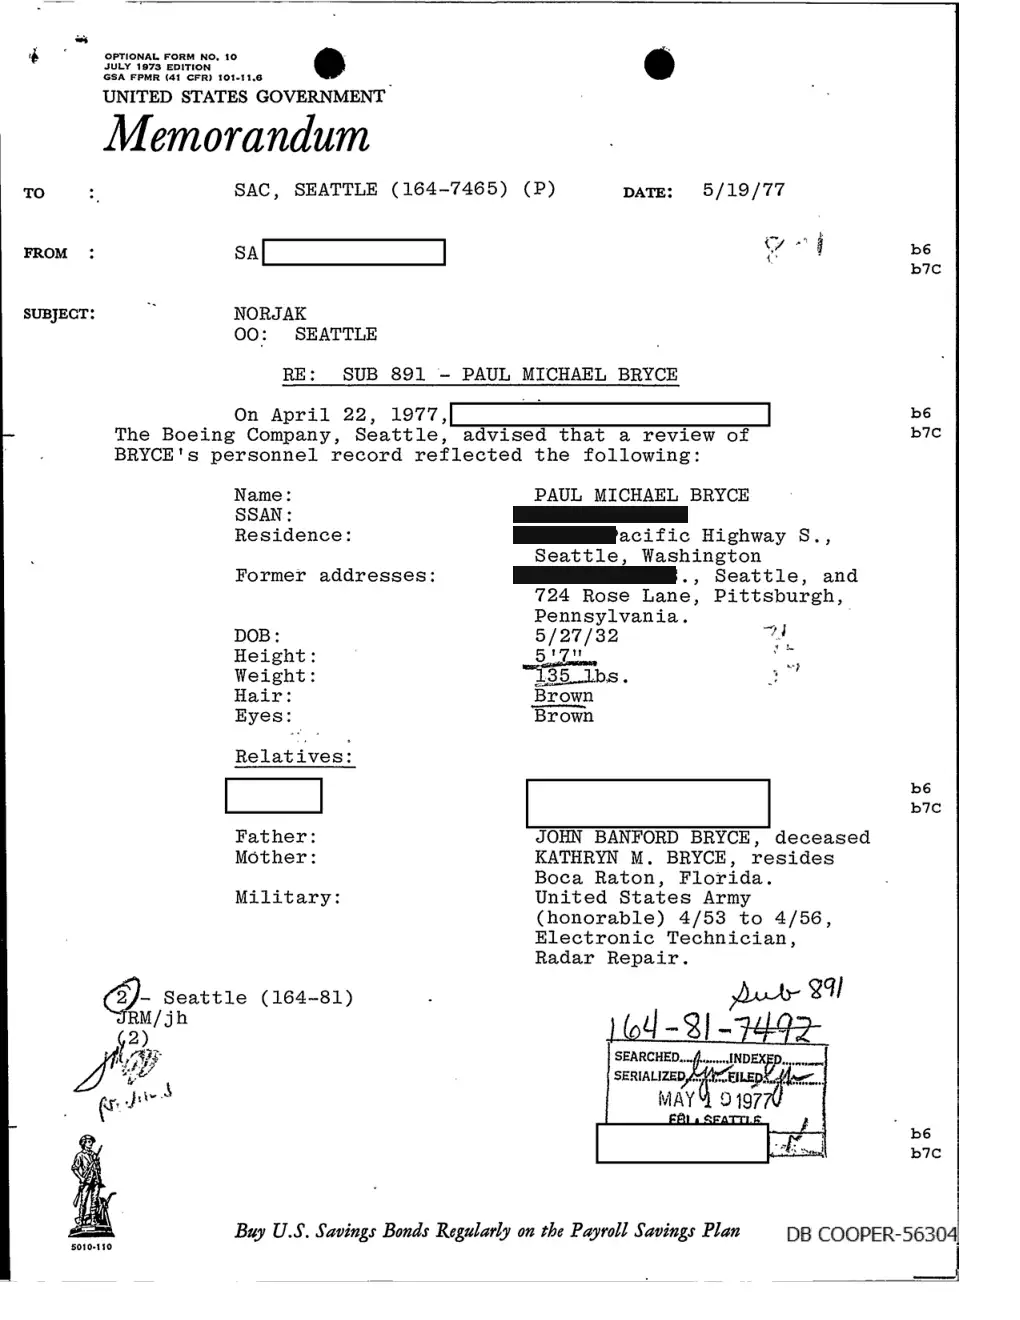 OPTIONAL FORM NO. 10
JULY 1973 EDITION
GSA FPMR (41 CFR) 101-11.6
UNITED STATES GOVERNMENT
Memorandum
TO : SAC, SEATTLE (164-7465) (P) DATE: 5/19/77
FROM : SA b6
b7C
SUBJECT: NORJAK
OO: SEATTLE
RE: SUB 891 - PAUL MICHAEL BRYCE
On April 22, 1977, b6
The Boeing Company, Seattle, advised that a review of b7C
BRYCE's personnel record reflected the following:
Name: PAUL MICHAEL BRYCE
SSAN:
Residence: acific Highway S.,
Seattle, Washington
Former addresses: ., Seattle, and
724 Rose Lane, Pittsburgh,
Pennsylvania.
DOB: 5/27/32
Height: 5'7"
Weight: 135 lbs.
Hair: Brown
Eyes: Brown
Relatives:
b6
b7C
Father: JOHN BANFORD BRYCE, deceased
Mother: KATHRYN M. BRYCE, resides
Boca Raton, Florida.
Military: United States Army
(honorable) 4/53 to 4/56,
Electronic Technician,
Radar Repair.
2 - Seattle (164-81)
JRM/jh
(2)
Sub 891
164-81-7492
SEARCHED INDEXED
SERIALIZED FILED
MAY 19 1977
FBI - SEATTLE
b6
b7C
5010-110
Buy U.S. Savings Bonds Regularly on the Payroll Savings Plan
DB COOPER-56304